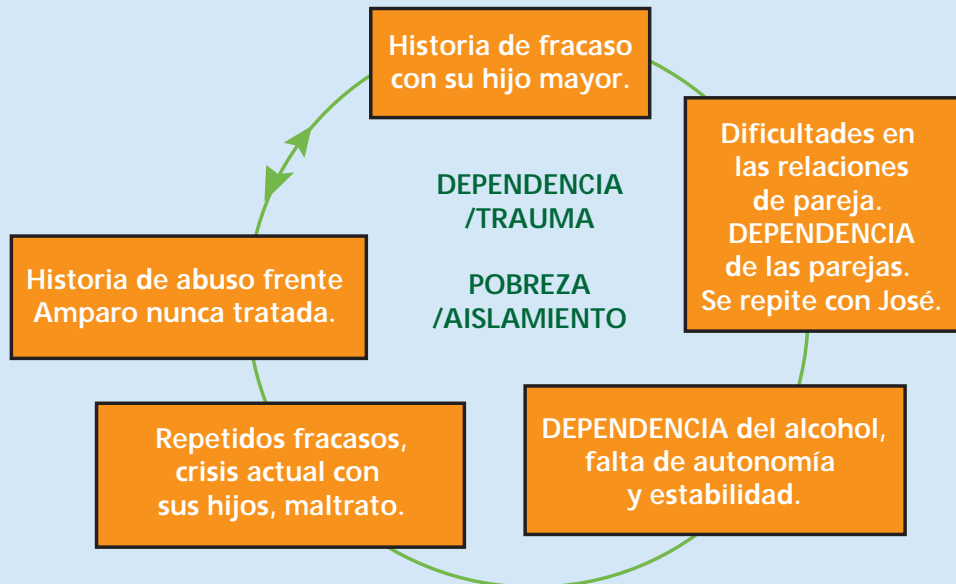 Historia de fracaso
con su hijo mayor.
Dificultades en
las relaciones
de pareja.
DEPENDENCIA
de las parejas.
Se repite con José.
DEPENDENCIA
/TRAUMA
POBREZA
/AISLAMIENTO
Historia de abuso frente
Amparo nunca tratada.
Repetidos fracasos,
crisis actual con
sus hijos, maltrato.
DEPENDENCIA del alcohol,
falta de autonomía
y estabilidad.